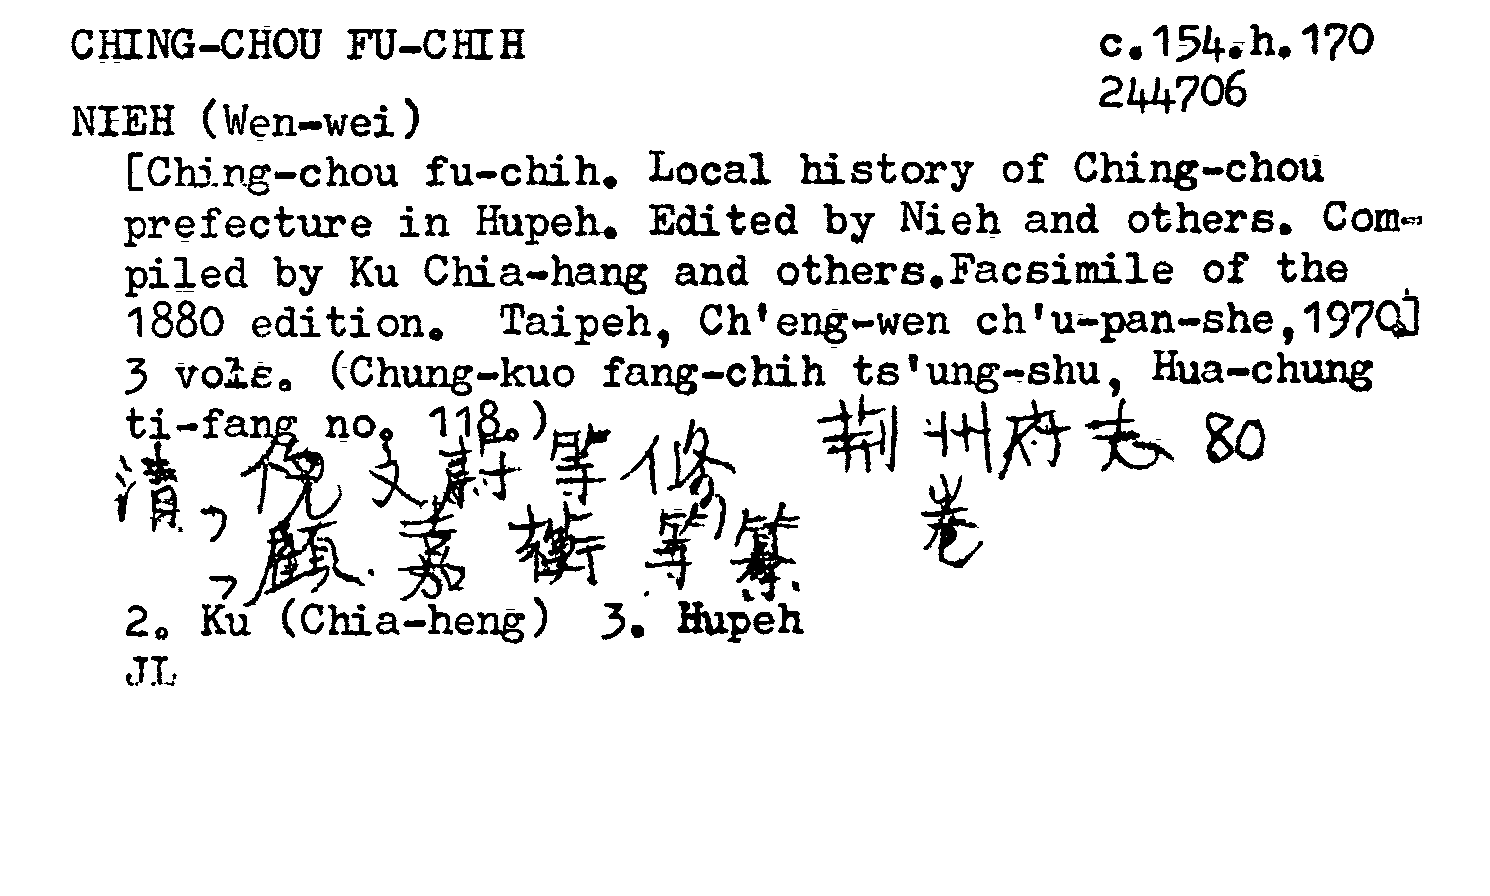 CHING-CHOU FU-CHIH
c.154.h.170
244706
NIEH (Wen-wei)
[Ching-chou fu-chih. Local history of Ching-chou
prefecture in Hupeh. Edited by Nieh and others. Com-
piled by Ku Chia-hang and others.Facsimile of the
1880 edition. Taipeh, Ch'eng-wen ch'u-pan-she,1970.]
3 vols. (Chung-kuo fang-chih ts'ung-shu, Hua-chung
ti-fang no. 118.)
荆州府志 80
卷
清, 倪文蔚等修
, 顧嘉蘅等纂.
2. Ku (Chia-heng) 3. Hupeh
JL